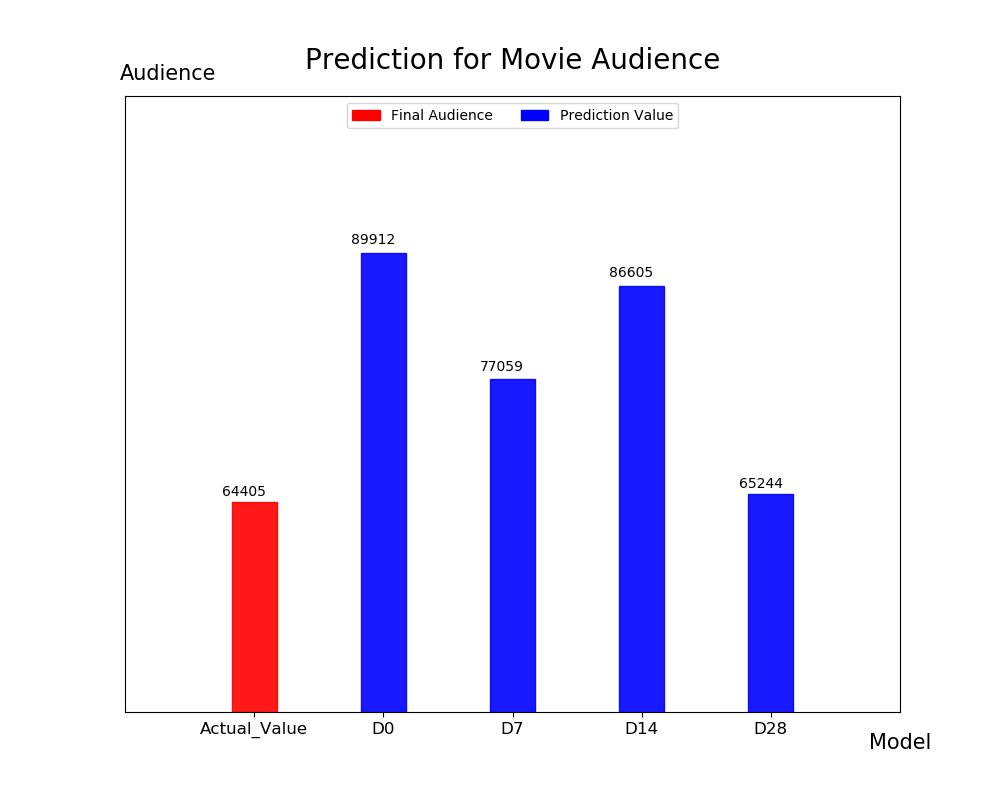 Prediction for Movie Audience
Audience
Final Audience
Prediction Value
89912
86605
77059
65244
64405
Actual_Value
D0
D7
D14
D28
Model